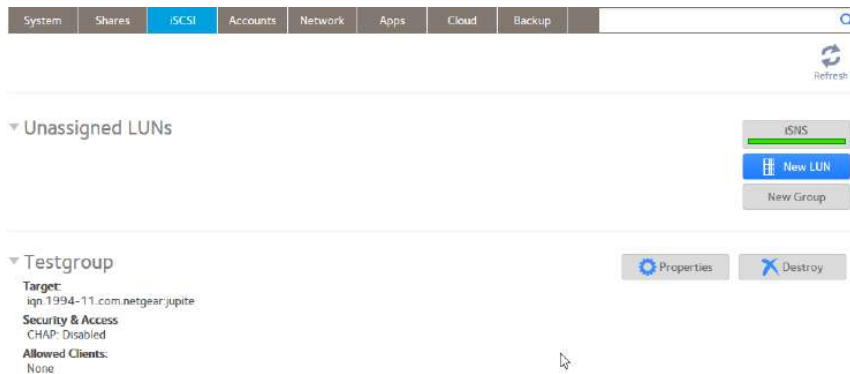 System Shares iSCSI Accounts Network Apps Cloud Backup
Refresh
Unassigned LUNs
iSNS
New LUN
New Group
Testgroup
Properties Destroy
Target:
iqn.1994-11.com.netgear:jupite
Security & Access
CHAP: Disabled
Allowed Clients:
None